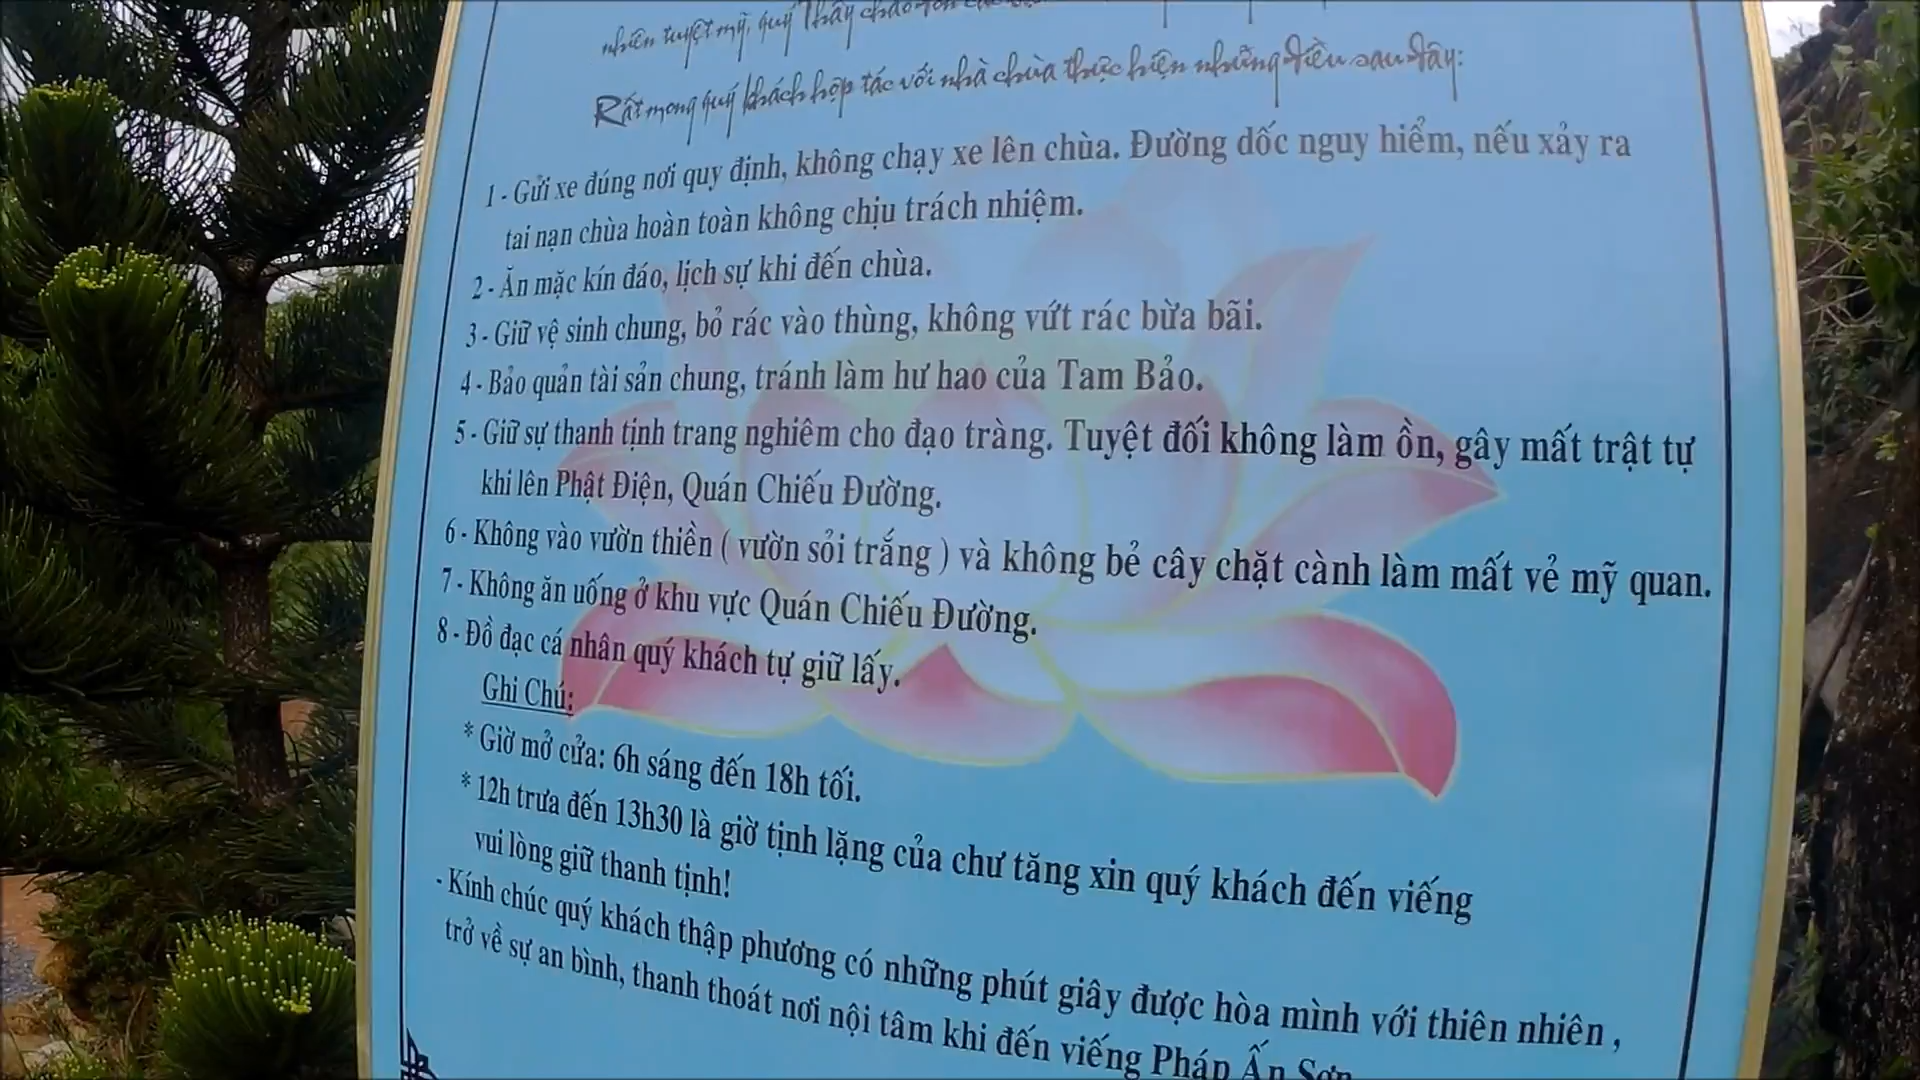 nhiên tuyệt mỹ, quý Thầy chào đón các
Rất mong quý khách hợp tác với nhà chùa thực hiện những điều sau đây:
1 - Gửi xe đúng nơi quy định, không chạy xe lên chùa. Đường dốc nguy hiểm, nếu xảy ra
tai nạn chùa hoàn toàn không chịu trách nhiệm.
2 - Ăn mặc kín đáo, lịch sự khi đến chùa.
3 - Giữ vệ sinh chung, bỏ rác vào thùng, không vứt rác bừa bãi.
4 - Bảo quản tài sản chung, tránh làm hư hao của Tam Bảo.
5 - Giữ sự thanh tịnh trang nghiêm cho đạo tràng. Tuyệt đối không làm ồn, gây mất trật tự
khi lên Phật Điện, Quán Chiếu Đường.
6 - Không vào vườn thiền ( vườn sỏi trắng ) và không bẻ cây chặt cành làm mất vẻ mỹ quan.
7 - Không ăn uống ở khu vực Quán Chiếu Đường.
8 - Đồ đạc cá nhân quý khách tự giữ lấy.
Ghi Chú:
* Giờ mở cửa: 6h sáng đến 18h tối.
* 12h trưa đến 13h30 là giờ tịnh lặng của chư tăng xin quý khách đến viếng
vui lòng giữ thanh tịnh!
- Kính chúc quý khách thập phương có những phút giây được hòa mình với thiên nhiên ,
trở về sự an bình, thanh thoát nơi nội tâm khi đến viếng Pháp Ấn Sơn